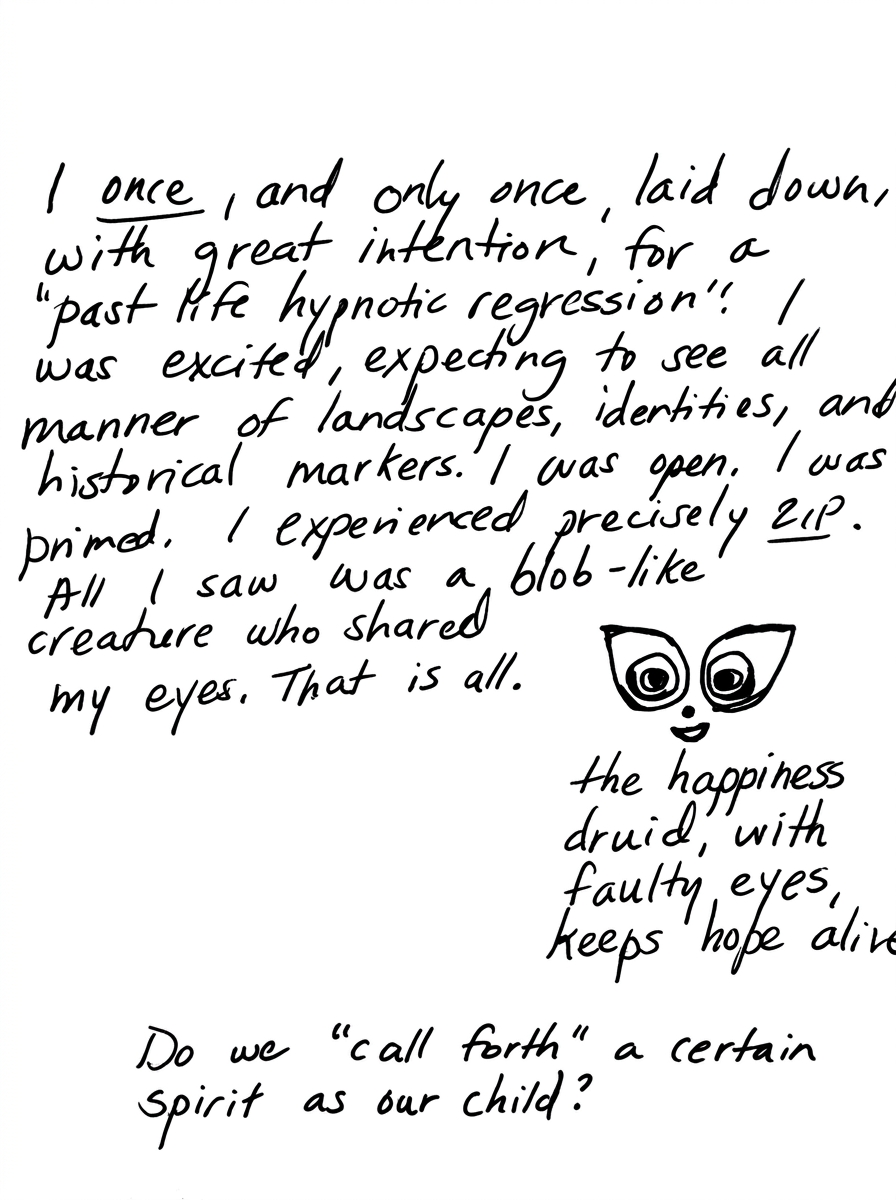 I once, and only once, laid down,
with great intention, for a
"past life hypnotic regression"! I
was excited, expecting to see all
manner of landscapes, identities, and
historical markers. I was open. I was
primed. I experienced precisely ZIP.
All I saw was a blob-like
creature who shared
my eyes. That is all.
the happiness
druid, with
faulty eyes,
keeps hope alive
Do we "call forth" a certain
spirit as our child?